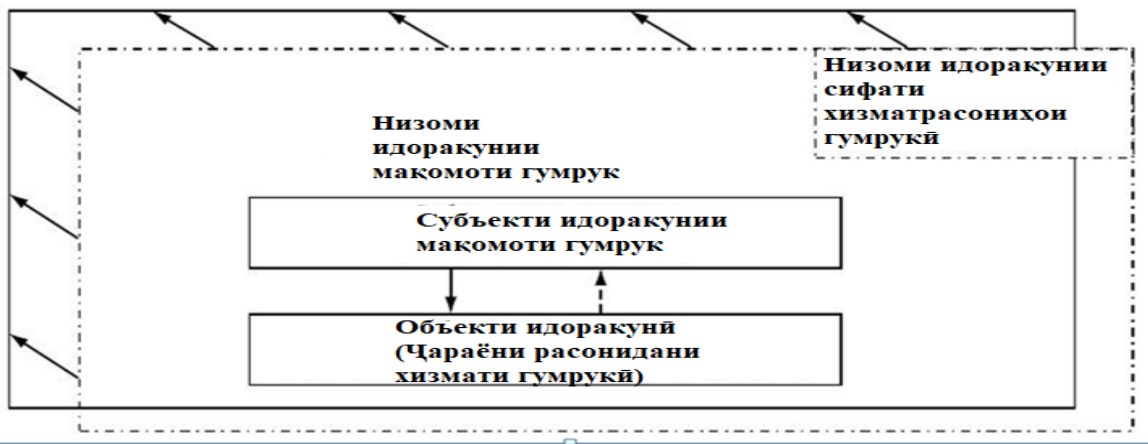 Низоми идоракунии
сифати
хизматрасониҳои
гумрукӣ
Низоми
идоракунии
мақомоти гумрук
Субъекти идоракунии
мақомоти гумрук
Объекти идоракунӣ
(Ҷараёни расонидани
хизмати гумрукӣ)